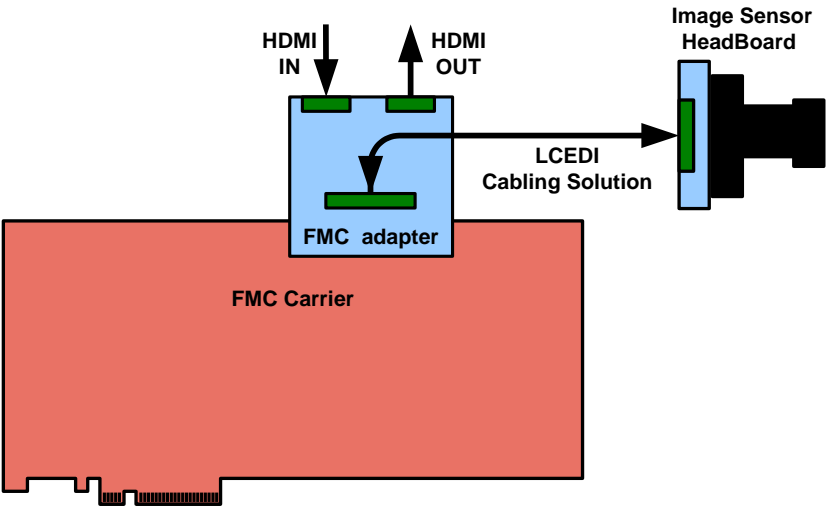 HDMI
IN
HDMI
OUT
Image Sensor
HeadBoard
LCEDI
Cabling Solution
FMC adapter
FMC Carrier